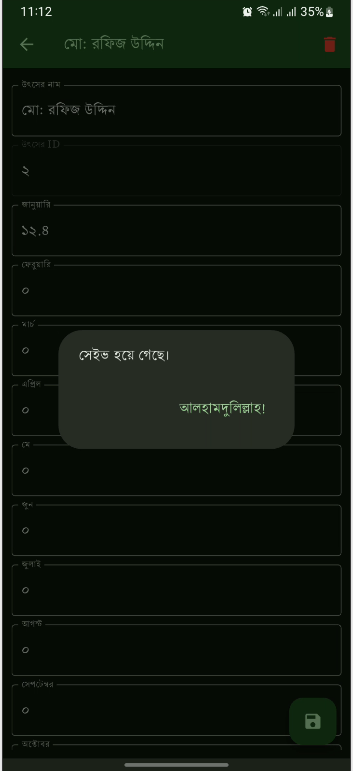 11:12
35%
মো: রফিজ উদ্দিন
উৎসের নাম
মো: রফিজ উদ্দিন
উৎসের ID
২
জানুয়ারি
১২.৪
ফেব্রুয়ারি
০
মার্চ
০
সেইভ হয়ে গেছে।
এপ্রিল
আলহামদুলিল্লাহ!
০
মে
০
জুন
০
জুলাই
০
আগস্ট
০
সেপ্টেম্বর
০
অক্টোবর